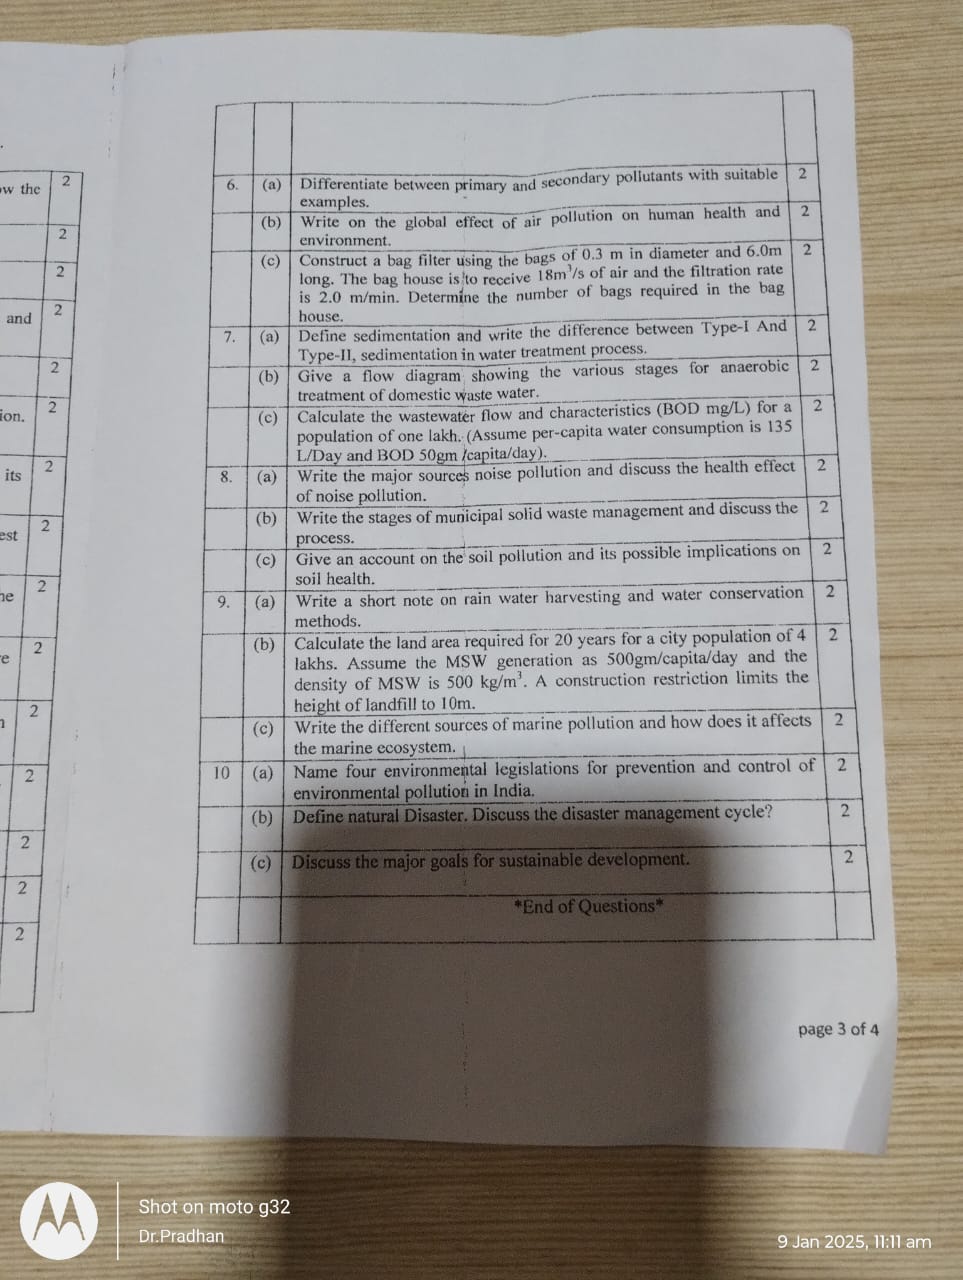 ow the 2
2
2
and 2
2
ion. 2
its 2
est 2
he 2
e 2
2
2
2
2
2
6. (a) Differentiate between primary and secondary pollutants with suitable 2
examples.
(b) Write on the global effect of air pollution on human health and 2
environment.
(c) Construct a bag filter using the bags of 0.3 m in diameter and 6.0m 2
long. The bag house is to receive 18m³/s of air and the filtration rate
is 2.0 m/min. Determine the number of bags required in the bag
house.
7. (a) Define sedimentation and write the difference between Type-I And 2
Type-II, sedimentation in water treatment process.
(b) Give a flow diagram showing the various stages for anaerobic 2
treatment of domestic waste water.
(c) Calculate the wastewater flow and characteristics (BOD mg/L) for a 2
population of one lakh. (Assume per-capita water consumption is 135
L/Day and BOD 50gm /capita/day).
8. (a) Write the major sources noise pollution and discuss the health effect 2
of noise pollution.
(b) Write the stages of municipal solid waste management and discuss the 2
process.
(c) Give an account on the soil pollution and its possible implications on 2
soil health.
9. (a) Write a short note on rain water harvesting and water conservation 2
methods.
(b) Calculate the land area required for 20 years for a city population of 4 2
lakhs. Assume the MSW generation as 500gm/capita/day and the
density of MSW is 500 kg/m³. A construction restriction limits the
height of landfill to 10m.
(c) Write the different sources of marine pollution and how does it affects 2
the marine ecosystem.
10 (a) Name four environmental legislations for prevention and control of 2
environmental pollution in India.
(b) Define natural Disaster. Discuss the disaster management cycle? 2
(c) Discuss the major goals for sustainable development. 2
*End of Questions*
page 3 of 4
Shot on moto g32
Dr.Pradhan
9 Jan 2025, 11:11 am